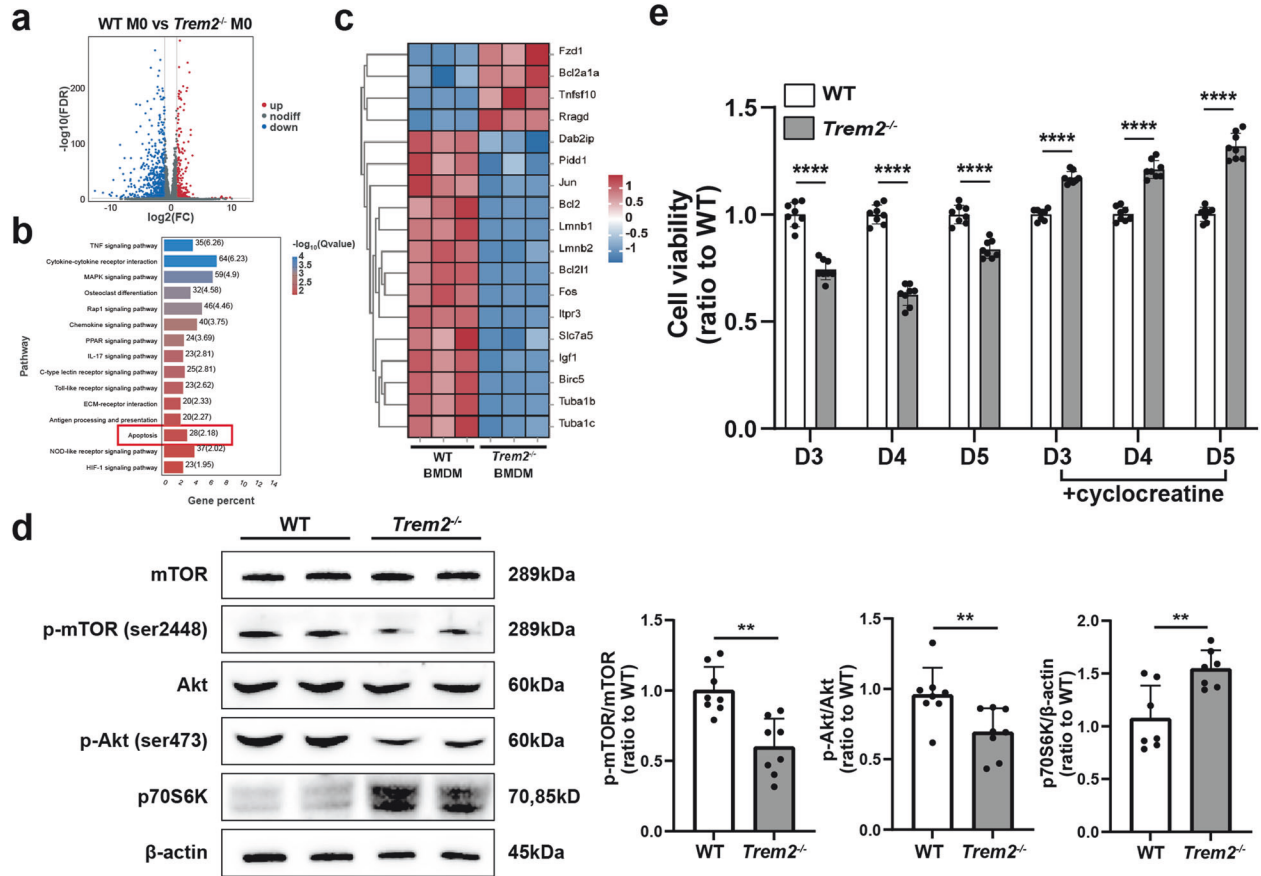 a
WT M0 vs Trem2-/- M0
-log10(FDR)
200
100
0
-10
0
10
log2(FC)
up
nodiff
down
b
Pathway
TNF signaling pathway 35(6.26)
Cytokine-cytokine receptor interaction 64(6.23)
MAPK signaling pathway 59(4.9)
Osteoclast differentiation 32(4.58)
Rap1 signaling pathway 46(4.46)
Chemokine signaling pathway 40(3.75)
PPAR signaling pathway 24(3.69)
IL-17 signaling pathway 23(2.81)
C-type lectin receptor signaling pathway 25(2.81)
Toll-like receptor signaling pathway 23(2.62)
ECM-receptor interaction 20(2.33)
Antigen processing and presentation 20(2.27)
Apoptosis 28(2.18)
NOD-like receptor signaling pathway 37(2.02)
HIF-1 signaling pathway 23(1.95)
0 2 4 6 8 10 12 14
Gene percent
-log10(Qvalue)
4
3.5
3
2.5
2
c
Fzd1
Bcl2a1a
Tnfsf10
Rragd
Dab2ip
Pidd1
Jun
Bcl2
Lmnb1
Lmnb2
Bcl2l1
Fos
Itpr3
Slc7a5
Igf1
Birc5
Tuba1b
Tuba1c
WT
BMDM
Trem2-/-
BMDM
1
0.5
0
-0.5
-1
e
WT
Trem2-/-
Cell viability
(ratio to WT)
1.5
1.0
0.5
0.0
**** **** **** **** **** ****
D3 D4 D5 D3 D4 D5
+cyclocreatine
d
WT Trem2-/-
mTOR 289kDa
p-mTOR (ser2448) 289kDa
Akt 60kDa
p-Akt (ser473) 60kDa
p70S6K 70,85kD
β-actin 45kDa
p-mTOR/mTOR
(ratio to WT)
1.5
1.0
0.5
0.0
**
WT Trem2-/-
p-Akt/Akt
(ratio to WT)
1.5
1.0
0.5
0.0
**
WT Trem2-/-
p70S6K/β-actin
(ratio to WT)
2.0
1.5
1.0
0.5
0.0
**
WT Trem2-/-